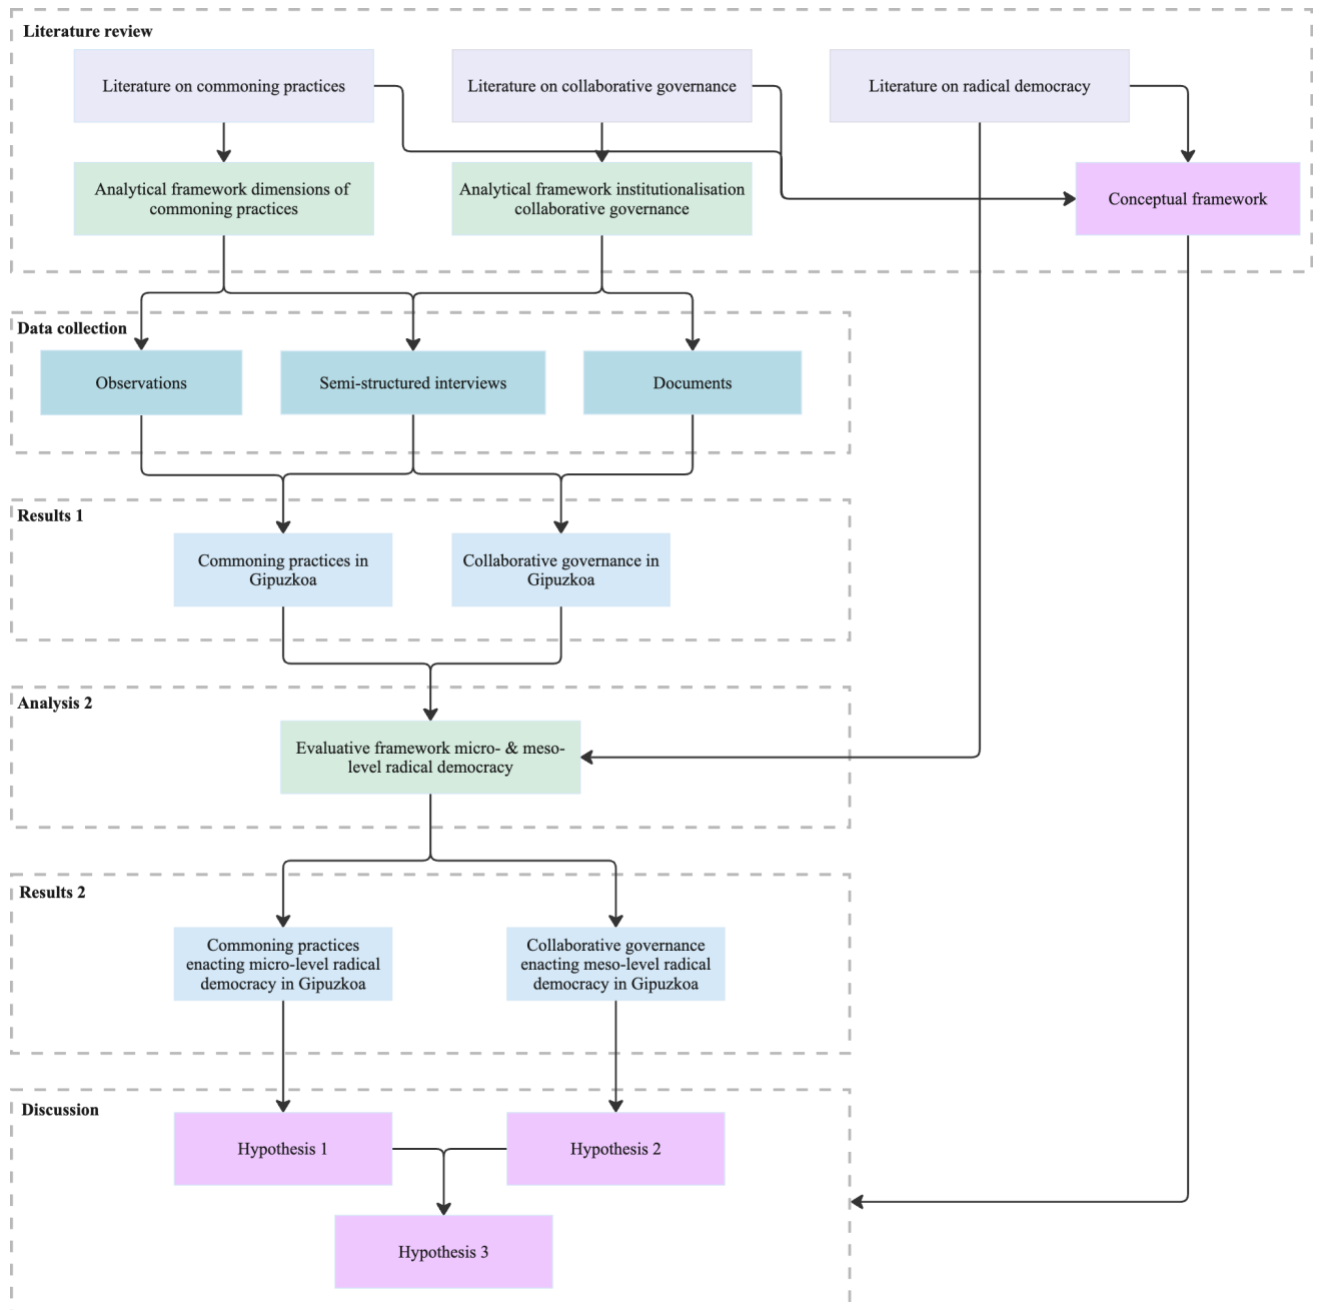 Literature review
Literature on commoning practices
Literature on collaborative governance
Literature on radical democracy
Analytical framework dimensions of
commoning practices
Analytical framework institutionalisation
collaborative governance
Conceptual framework
Data collection
Observations
Semi-structured interviews
Documents
Results 1
Commoning practices in
Gipuzkoa
Collaborative governance in
Gipuzkoa
Analysis 2
Evaluative framework micro- & meso-
level radical democracy
Results 2
Commoning practices
enacting micro-level radical
democracy in Gipuzkoa
Collaborative governance
enacting meso-level radical
democracy in Gipuzkoa
Discussion
Hypothesis 1
Hypothesis 2
Hypothesis 3